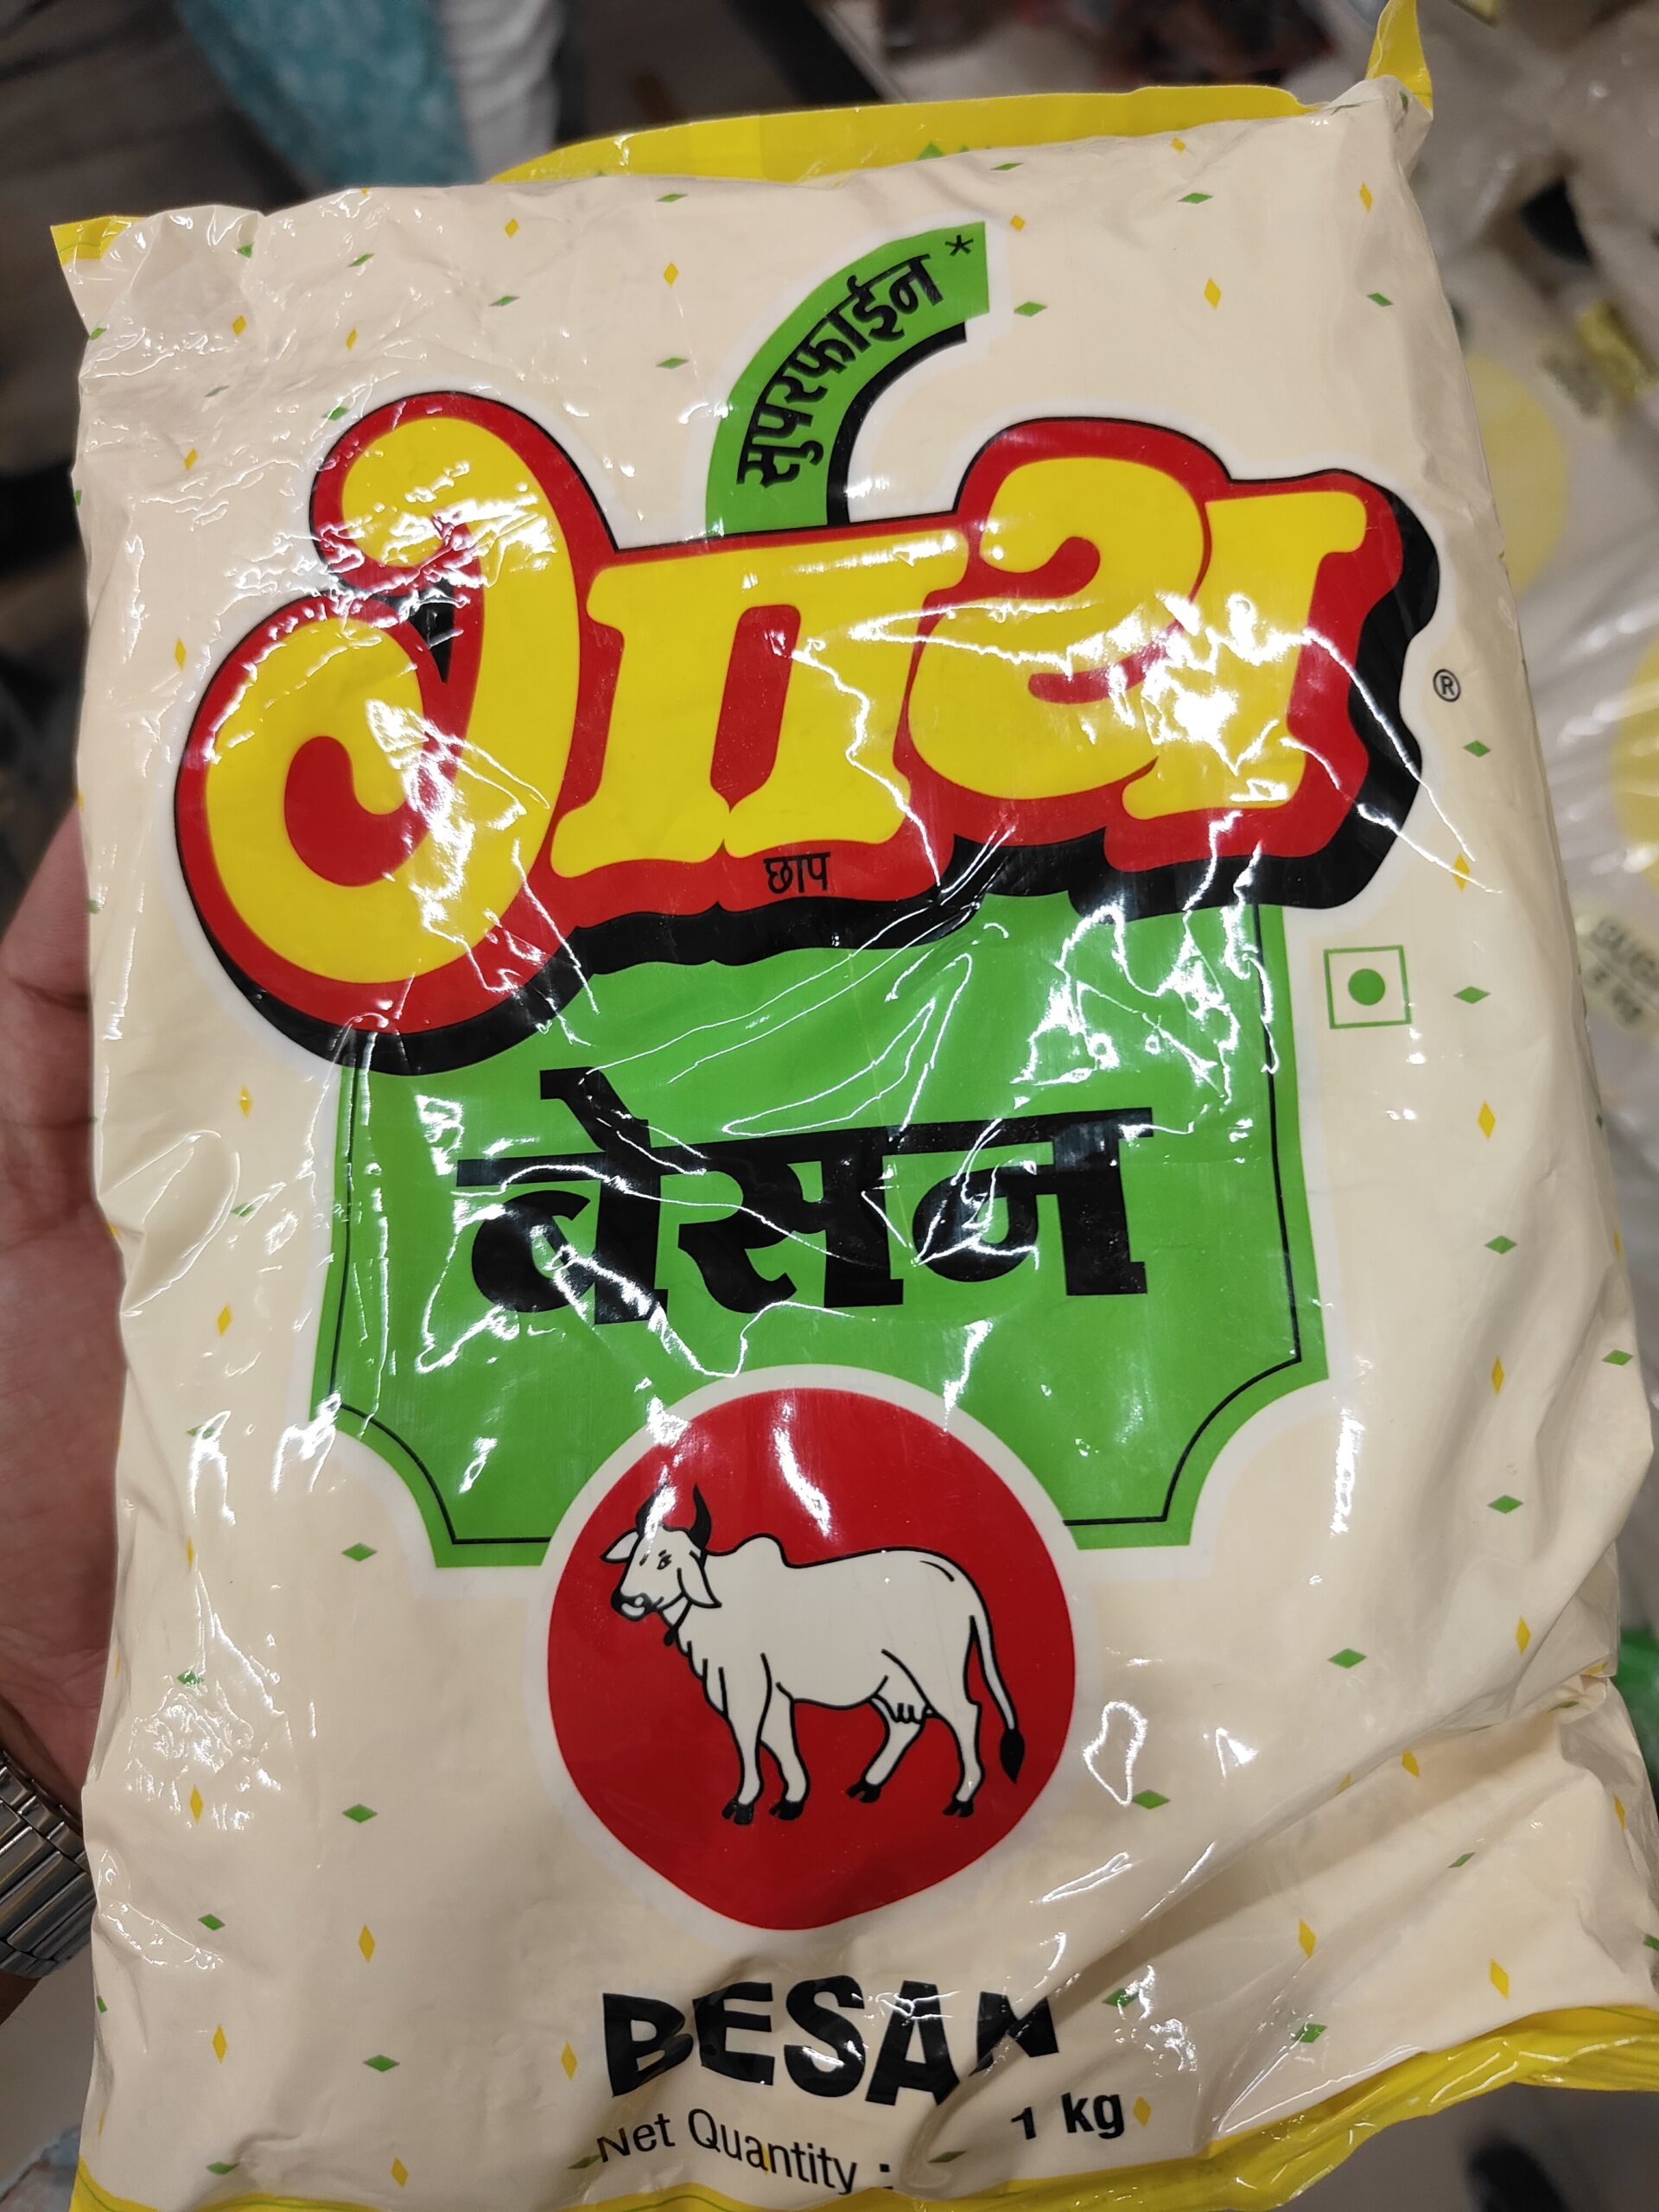 सुपरफाईन*
गाय
®
छाप
बेसन
BESAN
Net Quantity : 1 kg